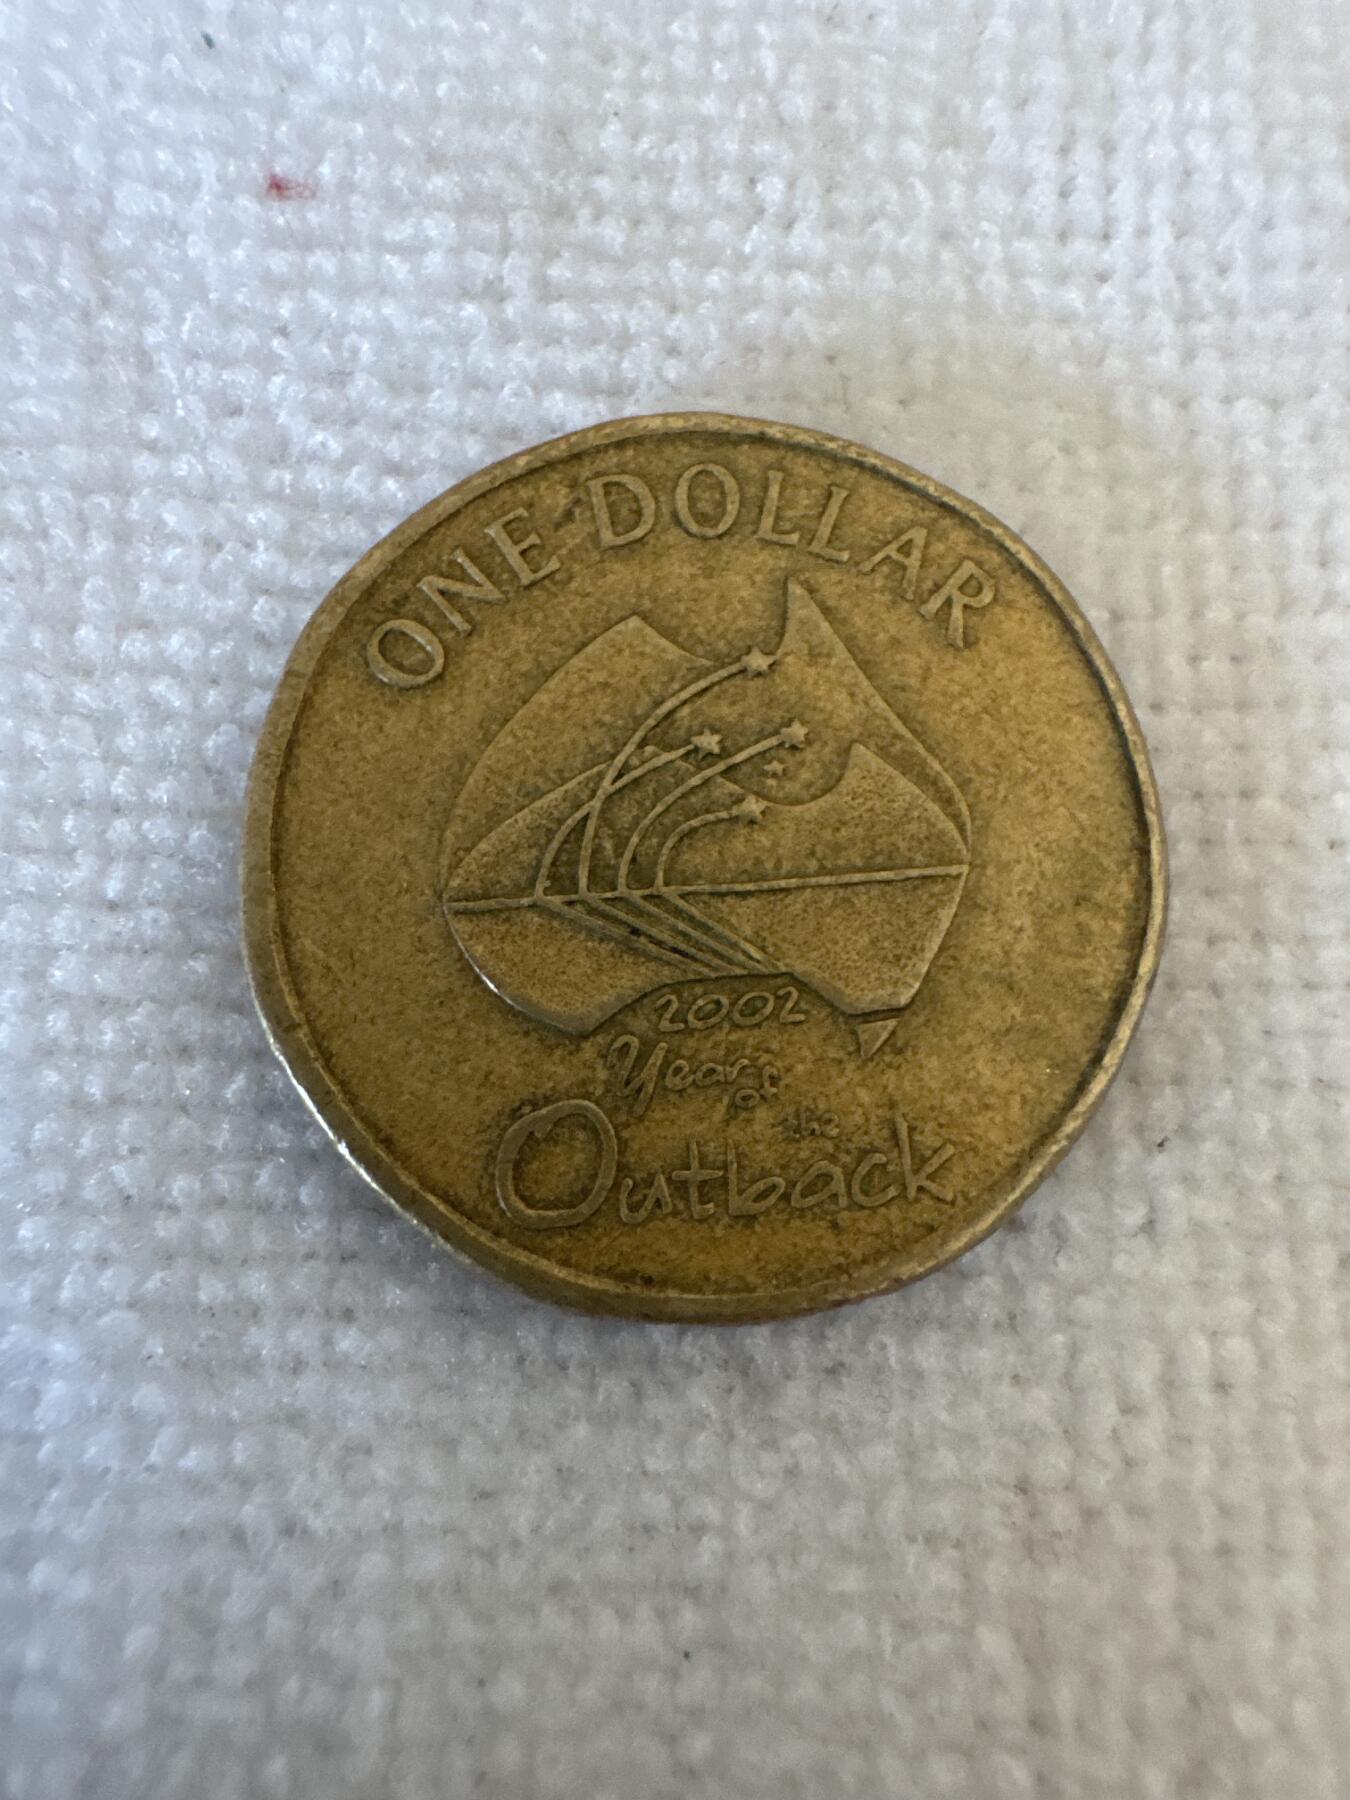 ONE DOLLAR
2002
Year of
the
Outback